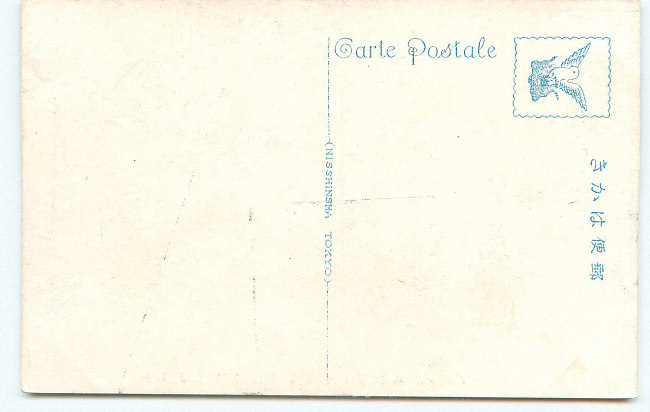 Carte Postale
(NISSHINSHA TOKYO)
郵便はかき